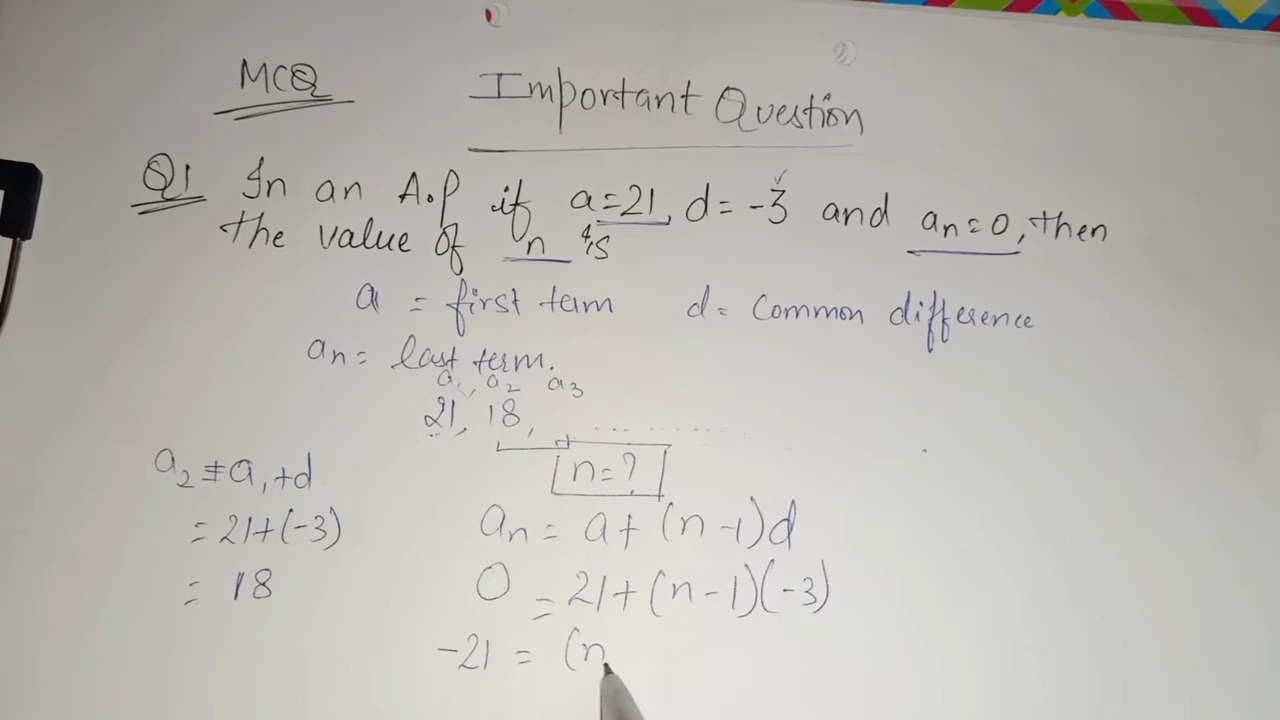 MCQ
Important Question
Q1 In an A.P if a=21, d=-3 and an=0, then
the value of n is
a = first term d= Common difference
an= last term.
a1, a2 a3
21, 18, ...........
n=?
a2=a1+d
=21+(-3)
= 18
an = a+(n-1)d
0 = 21+(n-1)(-3)
-21 = (n